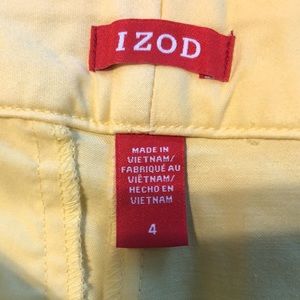 IZOD
MADE IN
VIETNAM/
FABRIQUÉ AU
VIÊTNAM/
HECHO EN
VIETNAM
4